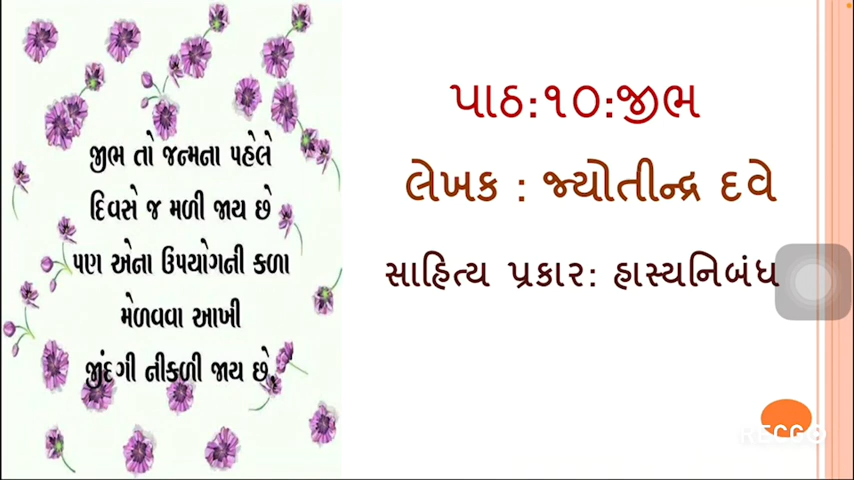 જીભ તો જન્મના પહેલે
દિવસે જ મળી જાય છે
પણ એના ઉપયોગની કળા
મેળવવા આખી
જીંદગી નીકળી જાય છે.
પાઠ:૧૦:જીભ
લેખક : જ્યોતીન્દ્ર દવે
સાહિત્ય પ્રકાર: હાસ્યનિબંધ
RECGO